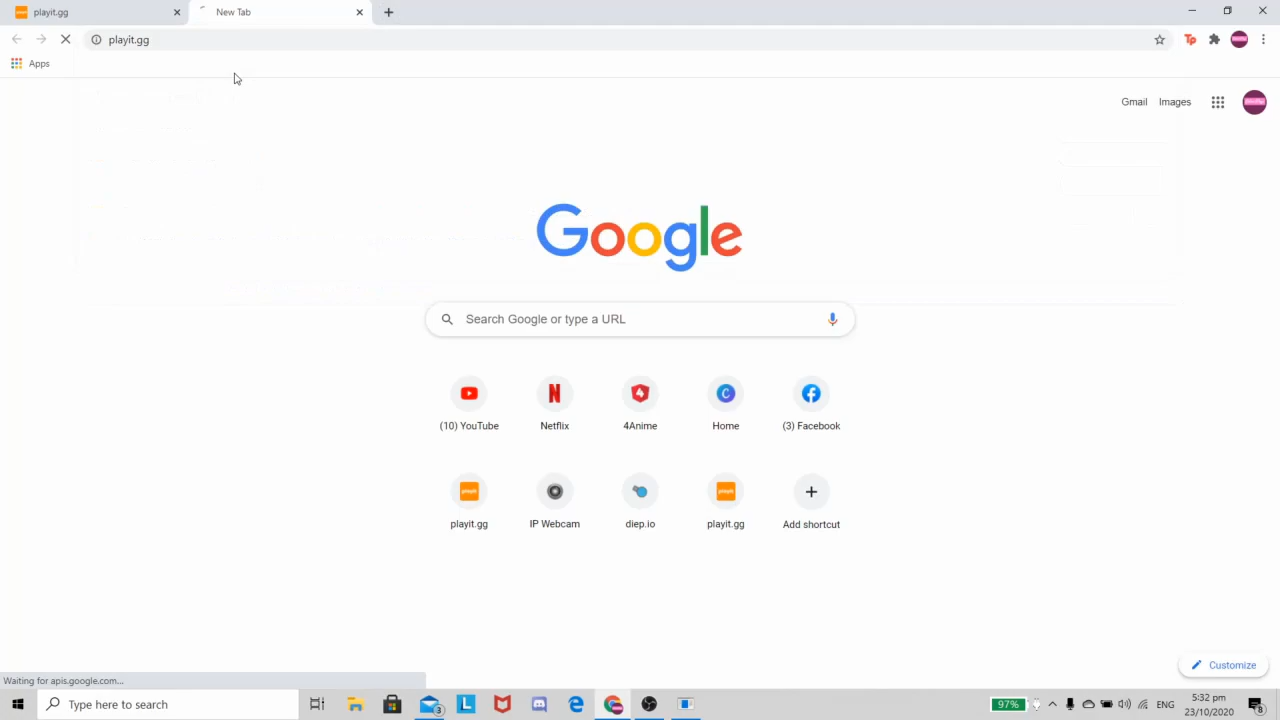 playit.gg
New Tab
playit.gg
Apps
Gmail Images
Google
Search Google or type a URL
(10) YouTube
Netflix
4Anime
Home
(3) Facebook
playit.gg
IP Webcam
diep.io
playit.gg
Add shortcut
Customize
Waiting for apis.google.com...
Type here to search
3
97%
ENG
5:32 pm
23/10/2020
8